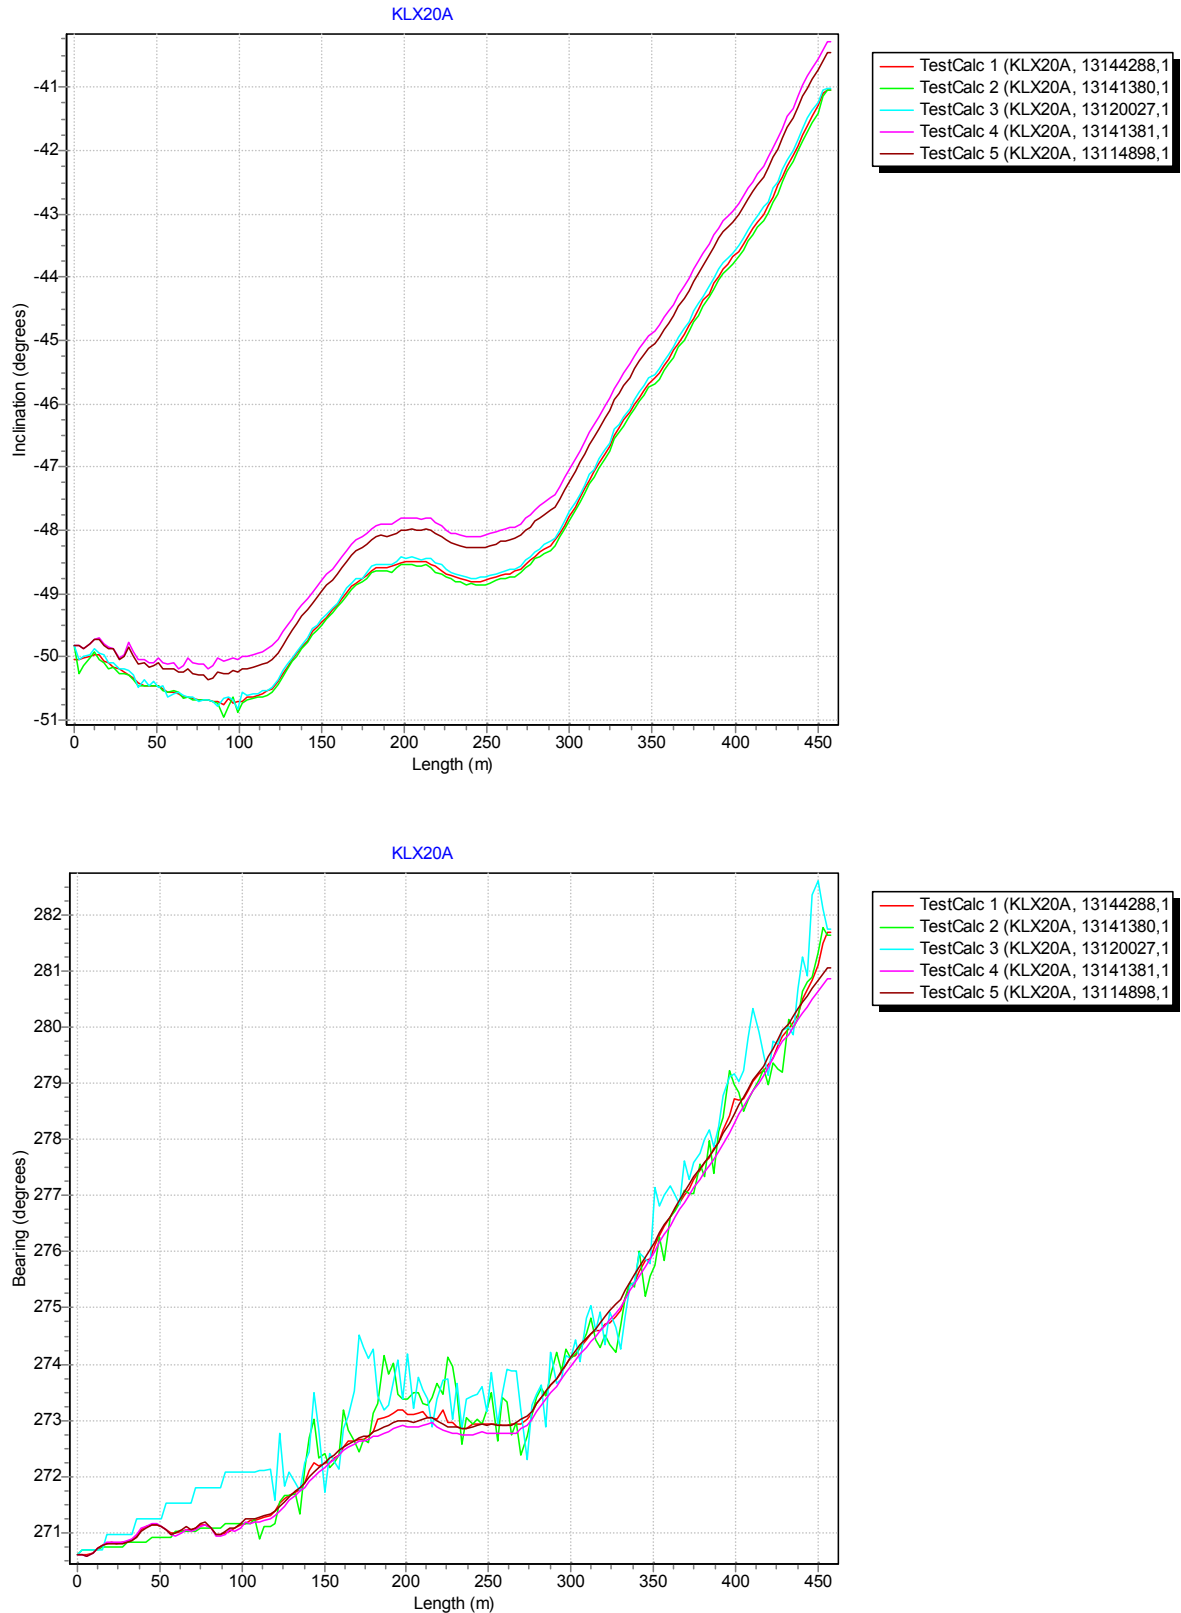 KLX20A
-41
-42
-43
-44
-45
-46
-47
-48
-49
-50
-51
Inclination (degrees)
0 50 100 150 200 250 300 350 400 450
Length (m)
TestCalc 1 (KLX20A, 13144288,1
TestCalc 2 (KLX20A, 13141380,1
TestCalc 3 (KLX20A, 13120027,1
TestCalc 4 (KLX20A, 13141381,1
TestCalc 5 (KLX20A, 13114898,1
KLX20A
282
281
280
279
278
277
276
275
274
273
272
271
Bearing (degrees)
0 50 100 150 200 250 300 350 400 450
Length (m)
TestCalc 1 (KLX20A, 13144288,1
TestCalc 2 (KLX20A, 13141380,1
TestCalc 3 (KLX20A, 13120027,1
TestCalc 4 (KLX20A, 13141381,1
TestCalc 5 (KLX20A, 13114898,1